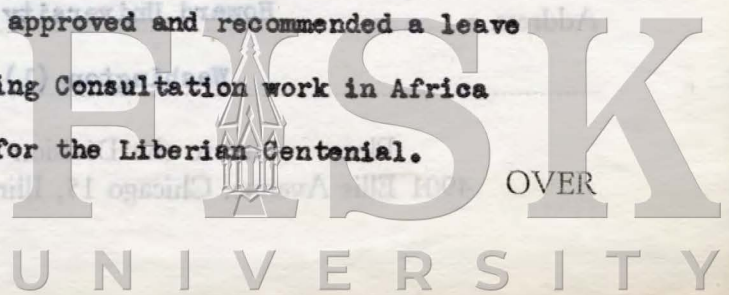 approved and recommended a leave
ing Consultation work in Africa
for the Liberian Centenial.
OVER
FISK
UNIVERSITY